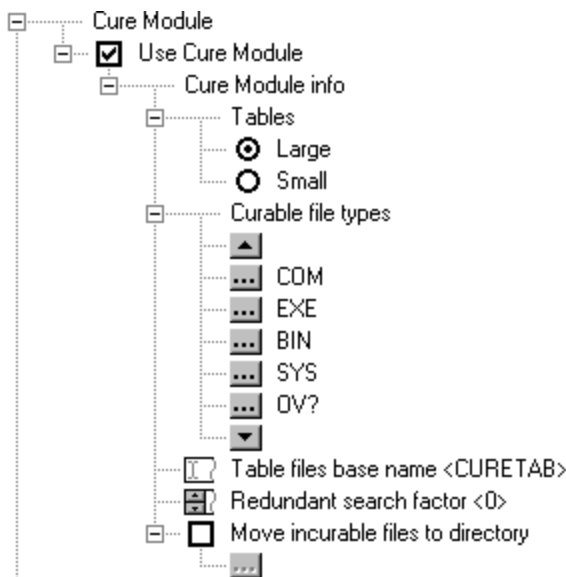 Cure Module
Use Cure Module
Cure Module info
Tables
Large
Small
Curable file types
... COM
... EXE
... BIN
... SYS
... OV?
Table files base name <CURETAB>
Redundant search factor <0>
Move incurable files to directory
...